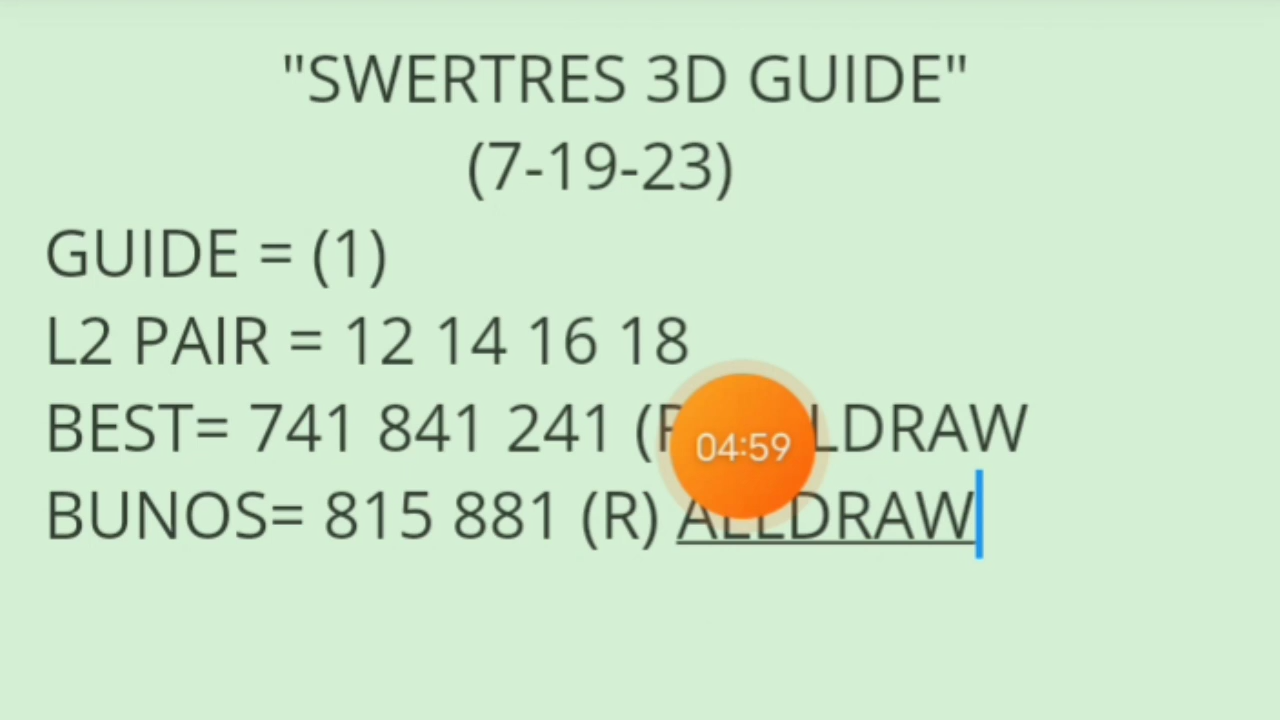 "SWERTRES 3D GUIDE"
(7-19-23)
GUIDE = (1)
L2 PAIR = 12 14 16 18
BEST= 741 841 241
04:59
BUNOS= 815 881 (R) ALLDRAW